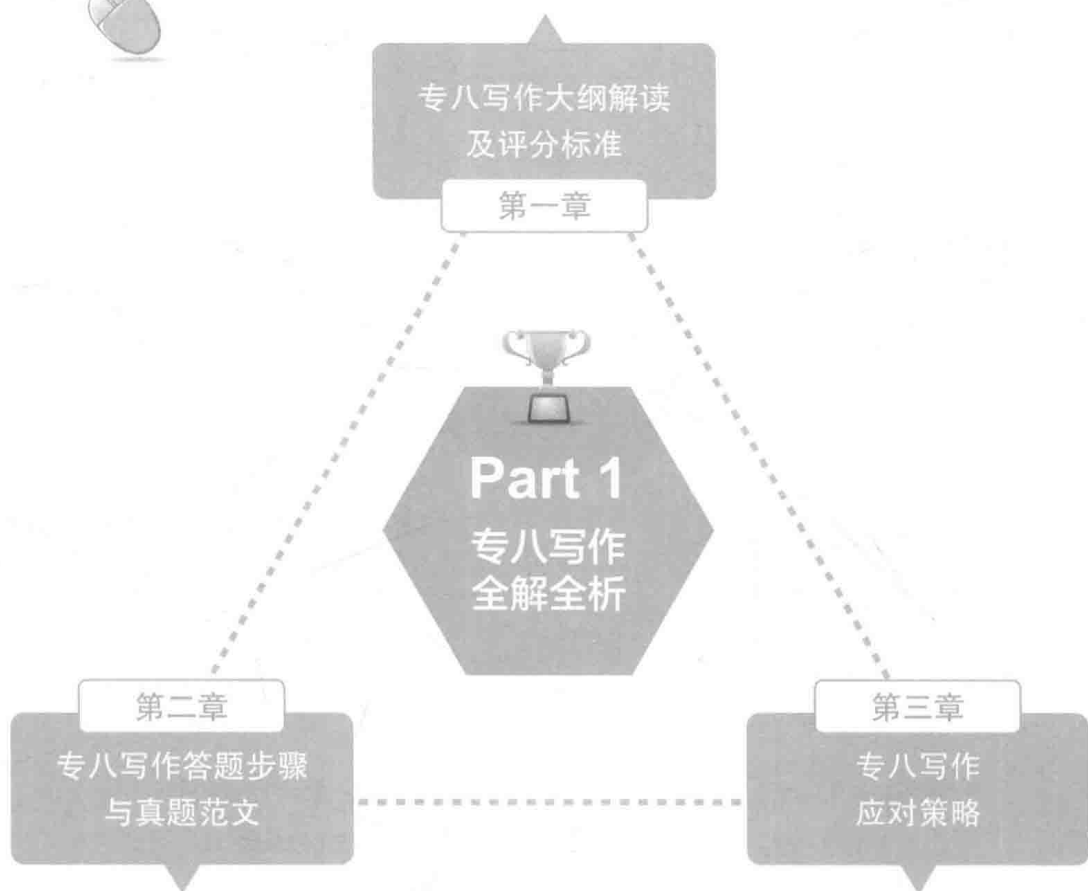 专八写作大纲解读
及评分标准
第一章
Part 1
专八写作
全解全析
第二章
专八写作答题步骤
与真题范文
第三章
专八写作
应对策略